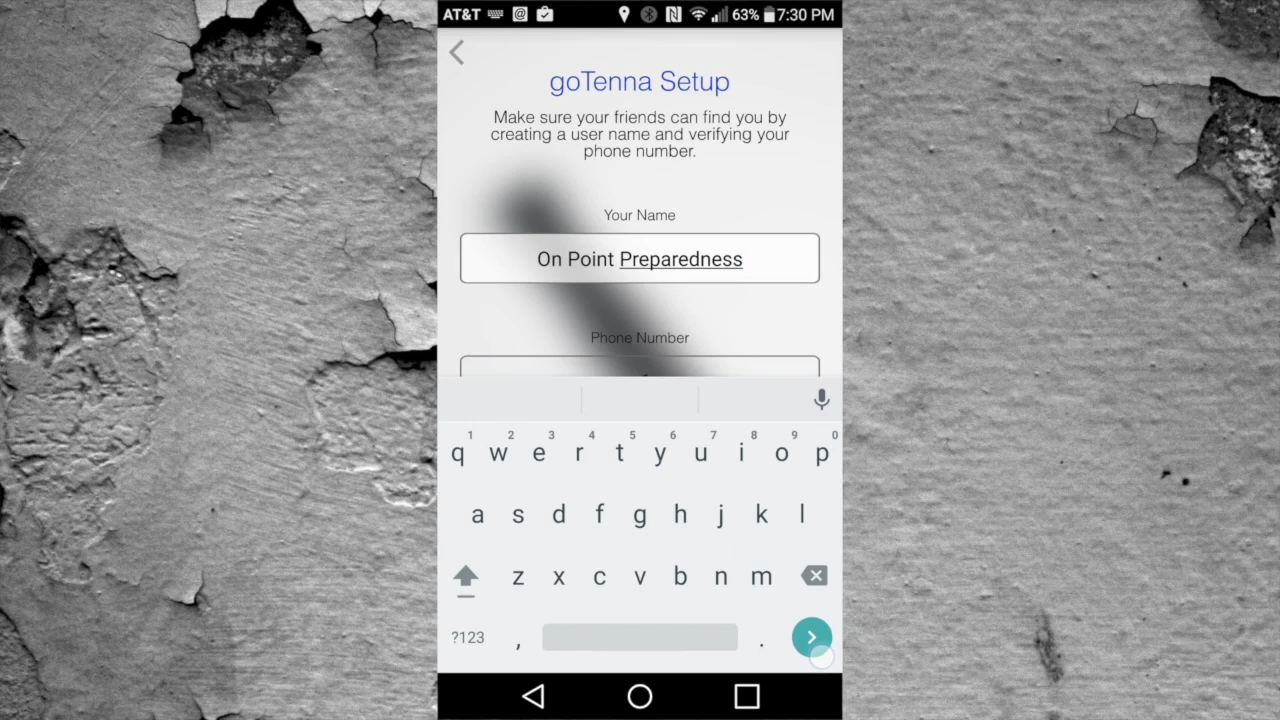 AT&T 63% 7:30 PM
goTenna Setup
Make sure your friends can find you by
creating a user name and verifying your
phone number.
Your Name
On Point Preparedness
Phone Number
1 2 3 4 5 6 7 8 9 0
q w e r t y u i o p
a s d f g h j k l
z x c v b n m
?123 , .